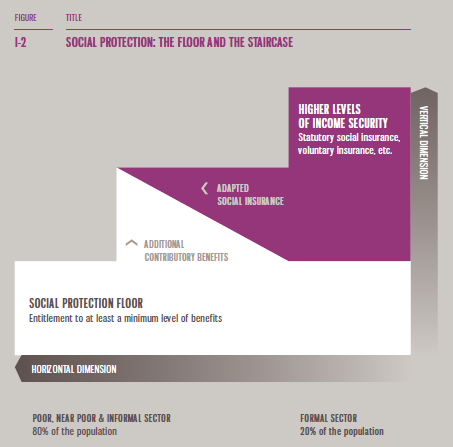 FIGURE
TITLE
I-2
SOCIAL PROTECTION: THE FLOOR AND THE STAIRCASE
HIGHER LEVELS
OF INCOME SECURITY
Statutory social insurance,
voluntary insurance, etc.
VERTICAL DIMENSION
ADAPTED
SOCIAL INSURANCE
ADDITIONAL
CONTRIBUTORY BENEFITS
SOCIAL PROTECTION FLOOR
Entitlement to at least a minimum level of benefits
HORIZONTAL DIMENSION
POOR, NEAR POOR & INFORMAL SECTOR
80% of the population
FORMAL SECTOR
20% of the population